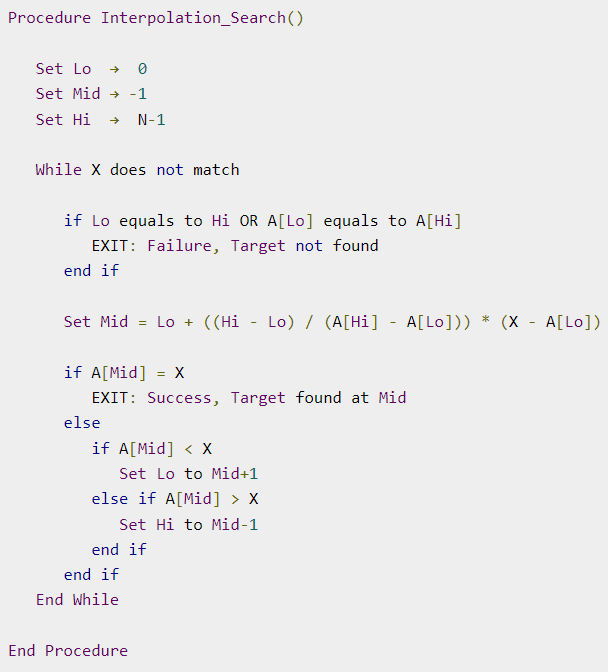 Procedure Interpolation_Search()
Set Lo → 0
Set Mid → -1
Set Hi → N-1
While X does not match
if Lo equals to Hi OR A[Lo] equals to A[Hi]
EXIT: Failure, Target not found
end if
Set Mid = Lo + ((Hi - Lo) / (A[Hi] - A[Lo])) * (X - A[Lo])
if A[Mid] = X
EXIT: Success, Target found at Mid
else
if A[Mid] < X
Set Lo to Mid+1
else if A[Mid] > X
Set Hi to Mid-1
end if
end if
End While
End Procedure